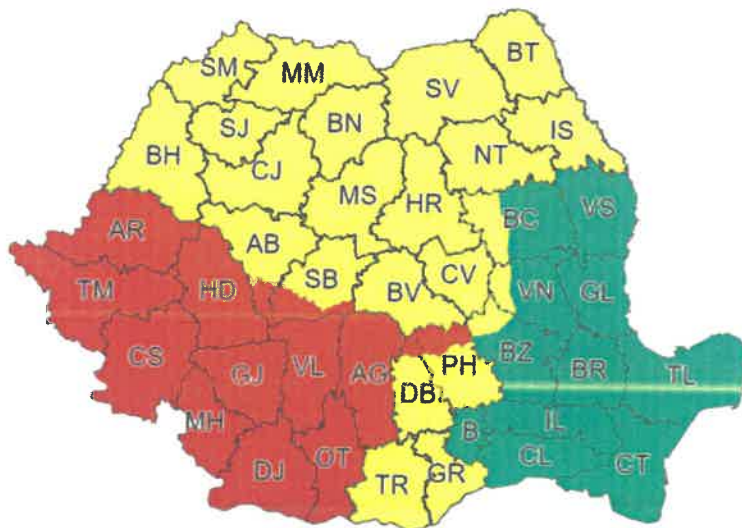 BT
SM MM SV
SJ BN IS
BH CJ NT
MS HR BC VS
AR AB
TM HD SB BV CV VN GL
CS GJ VL AG PH BZ BR TL
DB
MH B IL
DJ OT TR GR CL CT